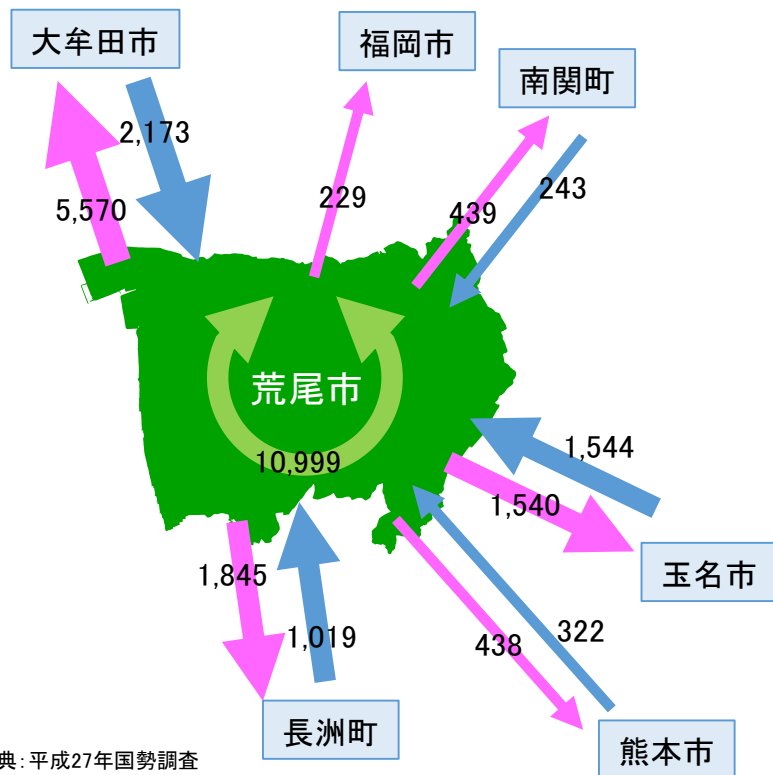 大牟田市
福岡市
南関町
2,173
5,570
229
439
243
荒尾市
10,999
1,544
1,540
玉名市
1,845
1,019
438
322
長洲町
熊本市
典：平成27年国勢調査